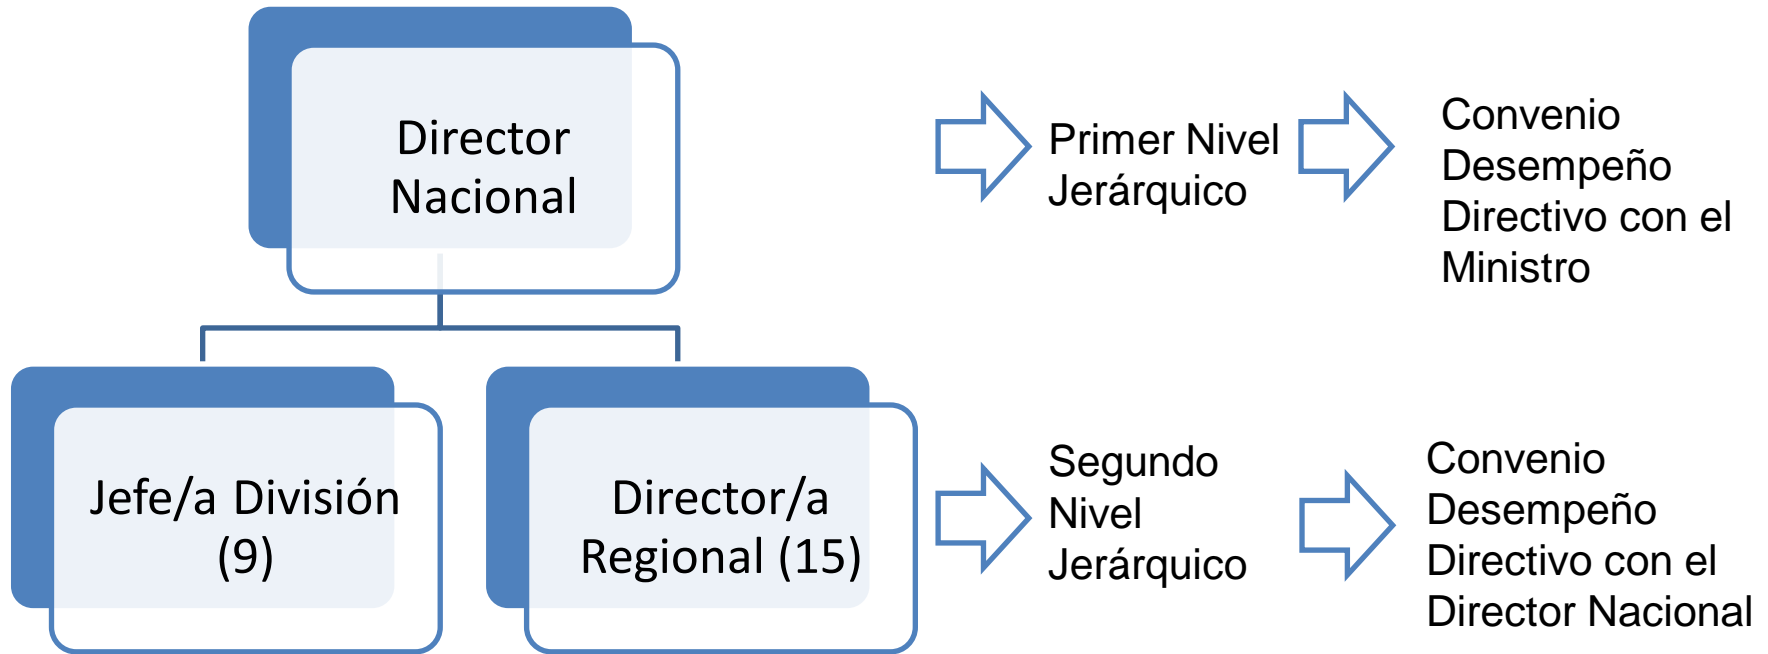 Director
Nacional
Primer Nivel
Jerárquico
Convenio
Desempeño
Directivo con el
Ministro
Jefe/a División
(9)
Director/a
Regional (15)
Segundo
Nivel
Jerárquico
Convenio
Desempeño
Directivo con el
Director Nacional